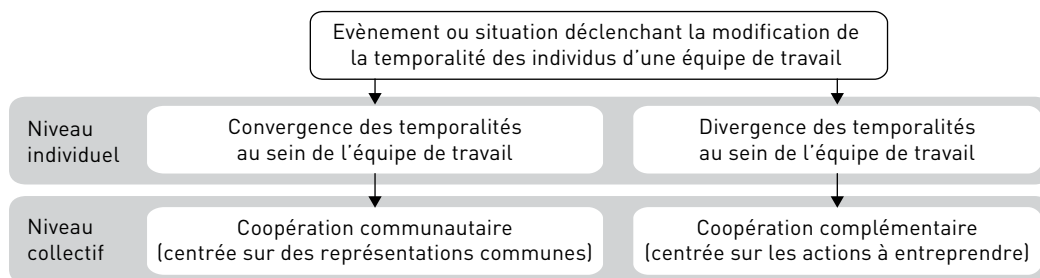 Evènement ou situation déclenchant la modification de
la temporalité des individus d’une équipe de travail
Niveau
individuel
Convergence des temporalités
au sein de l’équipe de travail
Divergence des temporalités
au sein de l’équipe de travail
Niveau
collectif
Coopération communautaire
(centrée sur des représentations communes)
Coopération complémentaire
(centrée sur les actions à entreprendre)